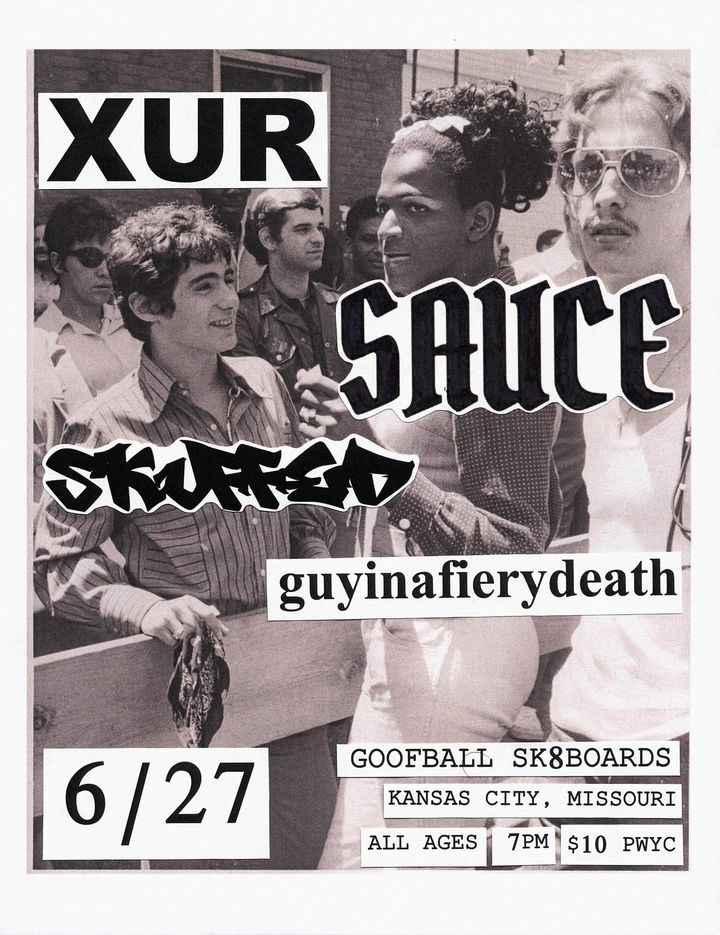 XUR
SAUCE
SKUFFED
guyinafierydeath
6/27
GOOFBALL SK8BOARDS
KANSAS CITY, MISSOURI
ALL AGES 7PM $10 PWYC